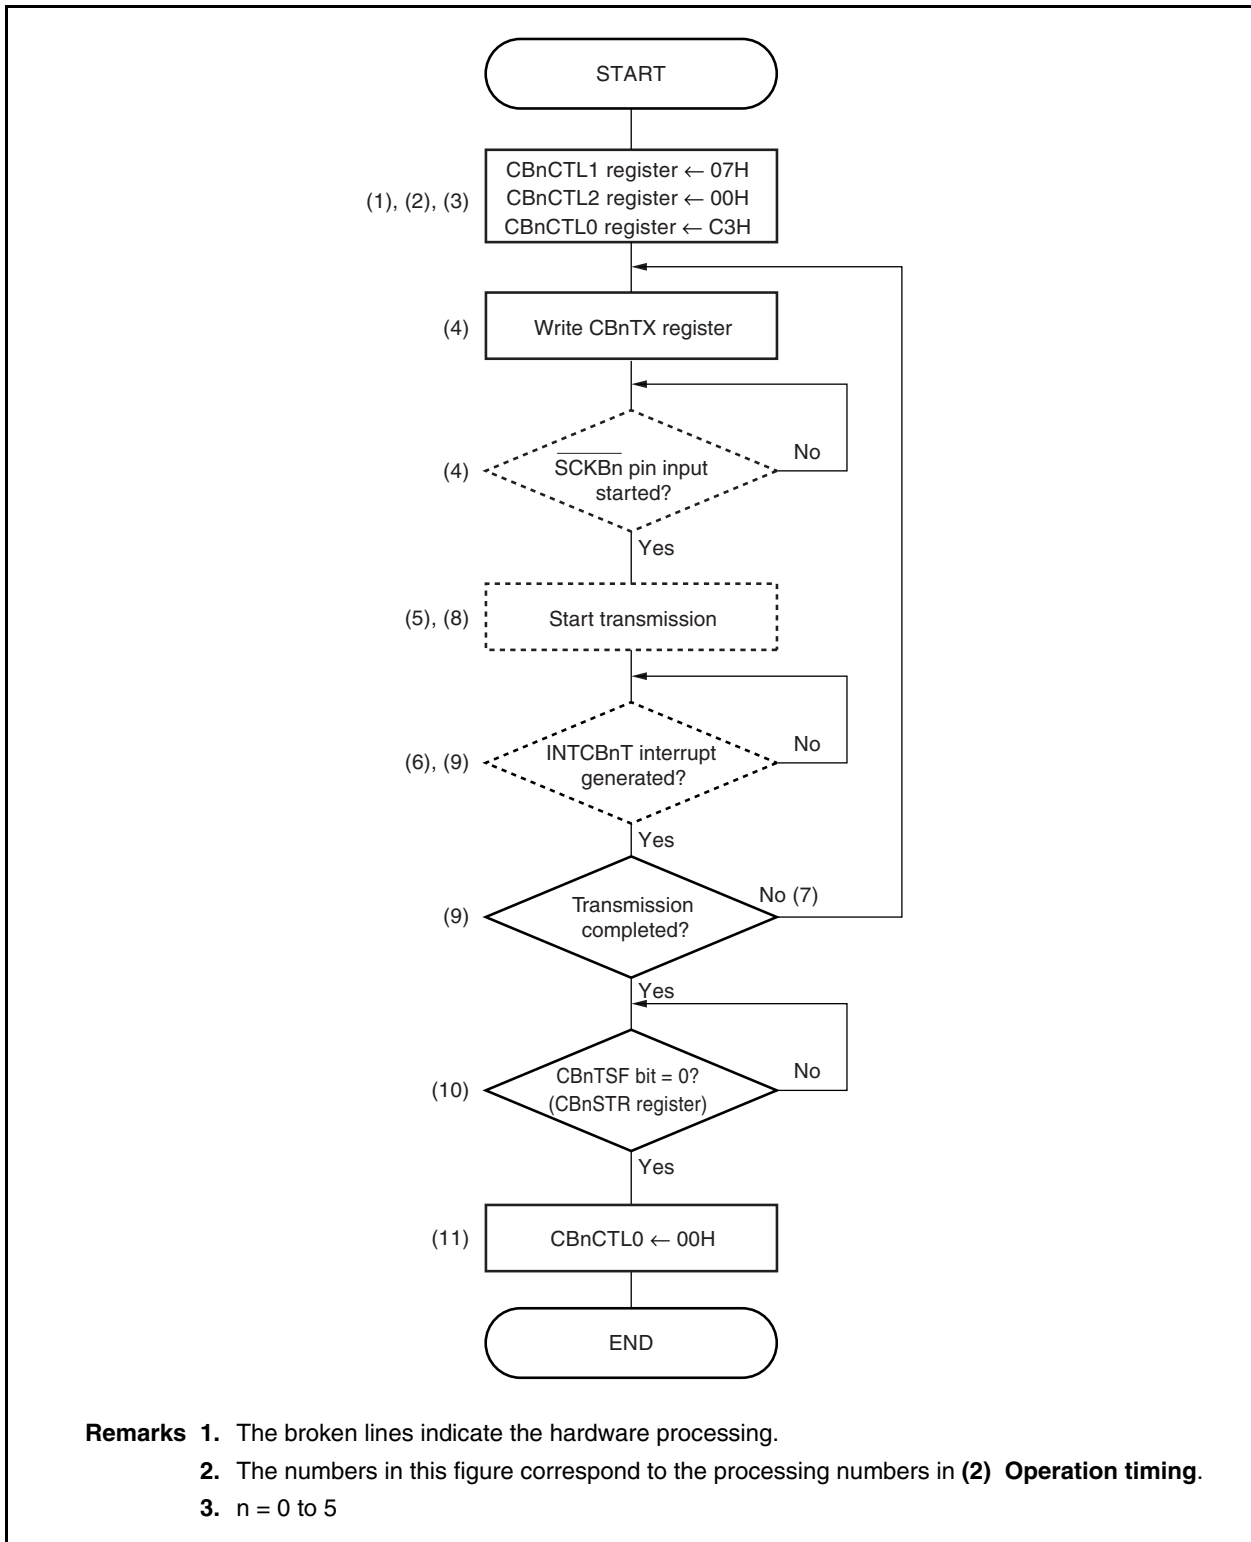 START
CBnCTL1 register ← 07H
(1), (2), (3)
CBnCTL2 register ← 00H
CBnCTL0 register ← C3H
(4)
Write CBnTX register
No
(4)
SCKBn pin input
started?
Yes
(5), (8)
Start transmission
No
(6), (9)
INTCBnT interrupt
generated?
Yes
No (7)
(9)
Transmission
completed?
Yes
No
(10)
CBnTSF bit = 0?
(CBnSTR register)
Yes
(11)
CBnCTL0 ← 00H
END
Remarks 1. The broken lines indicate the hardware processing.
2. The numbers in this figure correspond to the processing numbers in (2) Operation timing.
3. n = 0 to 5